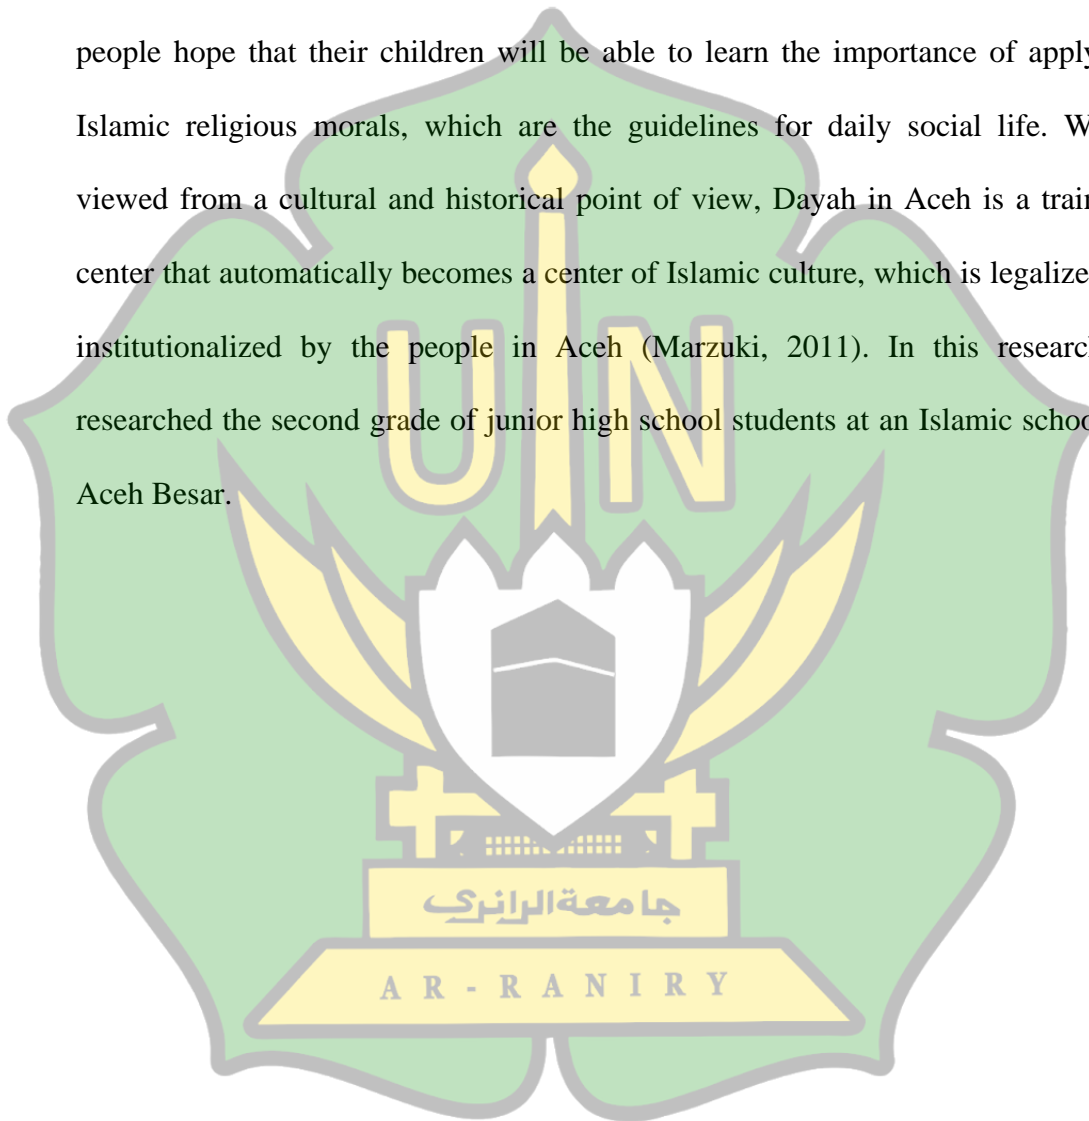 people hope that their children will be able to learn the importance of apply
Islamic religious morals, which are the guidelines for daily social life. W
viewed from a cultural and historical point of view, Dayah in Aceh is a train
center that automatically becomes a center of Islamic culture, which is legalize
institutionalized by the people in Aceh (Marzuki, 2011). In this research
researched the second grade of junior high school students at an Islamic schoo
Aceh Besar.
UIN
جامعة الرانري
AR-RANIRY